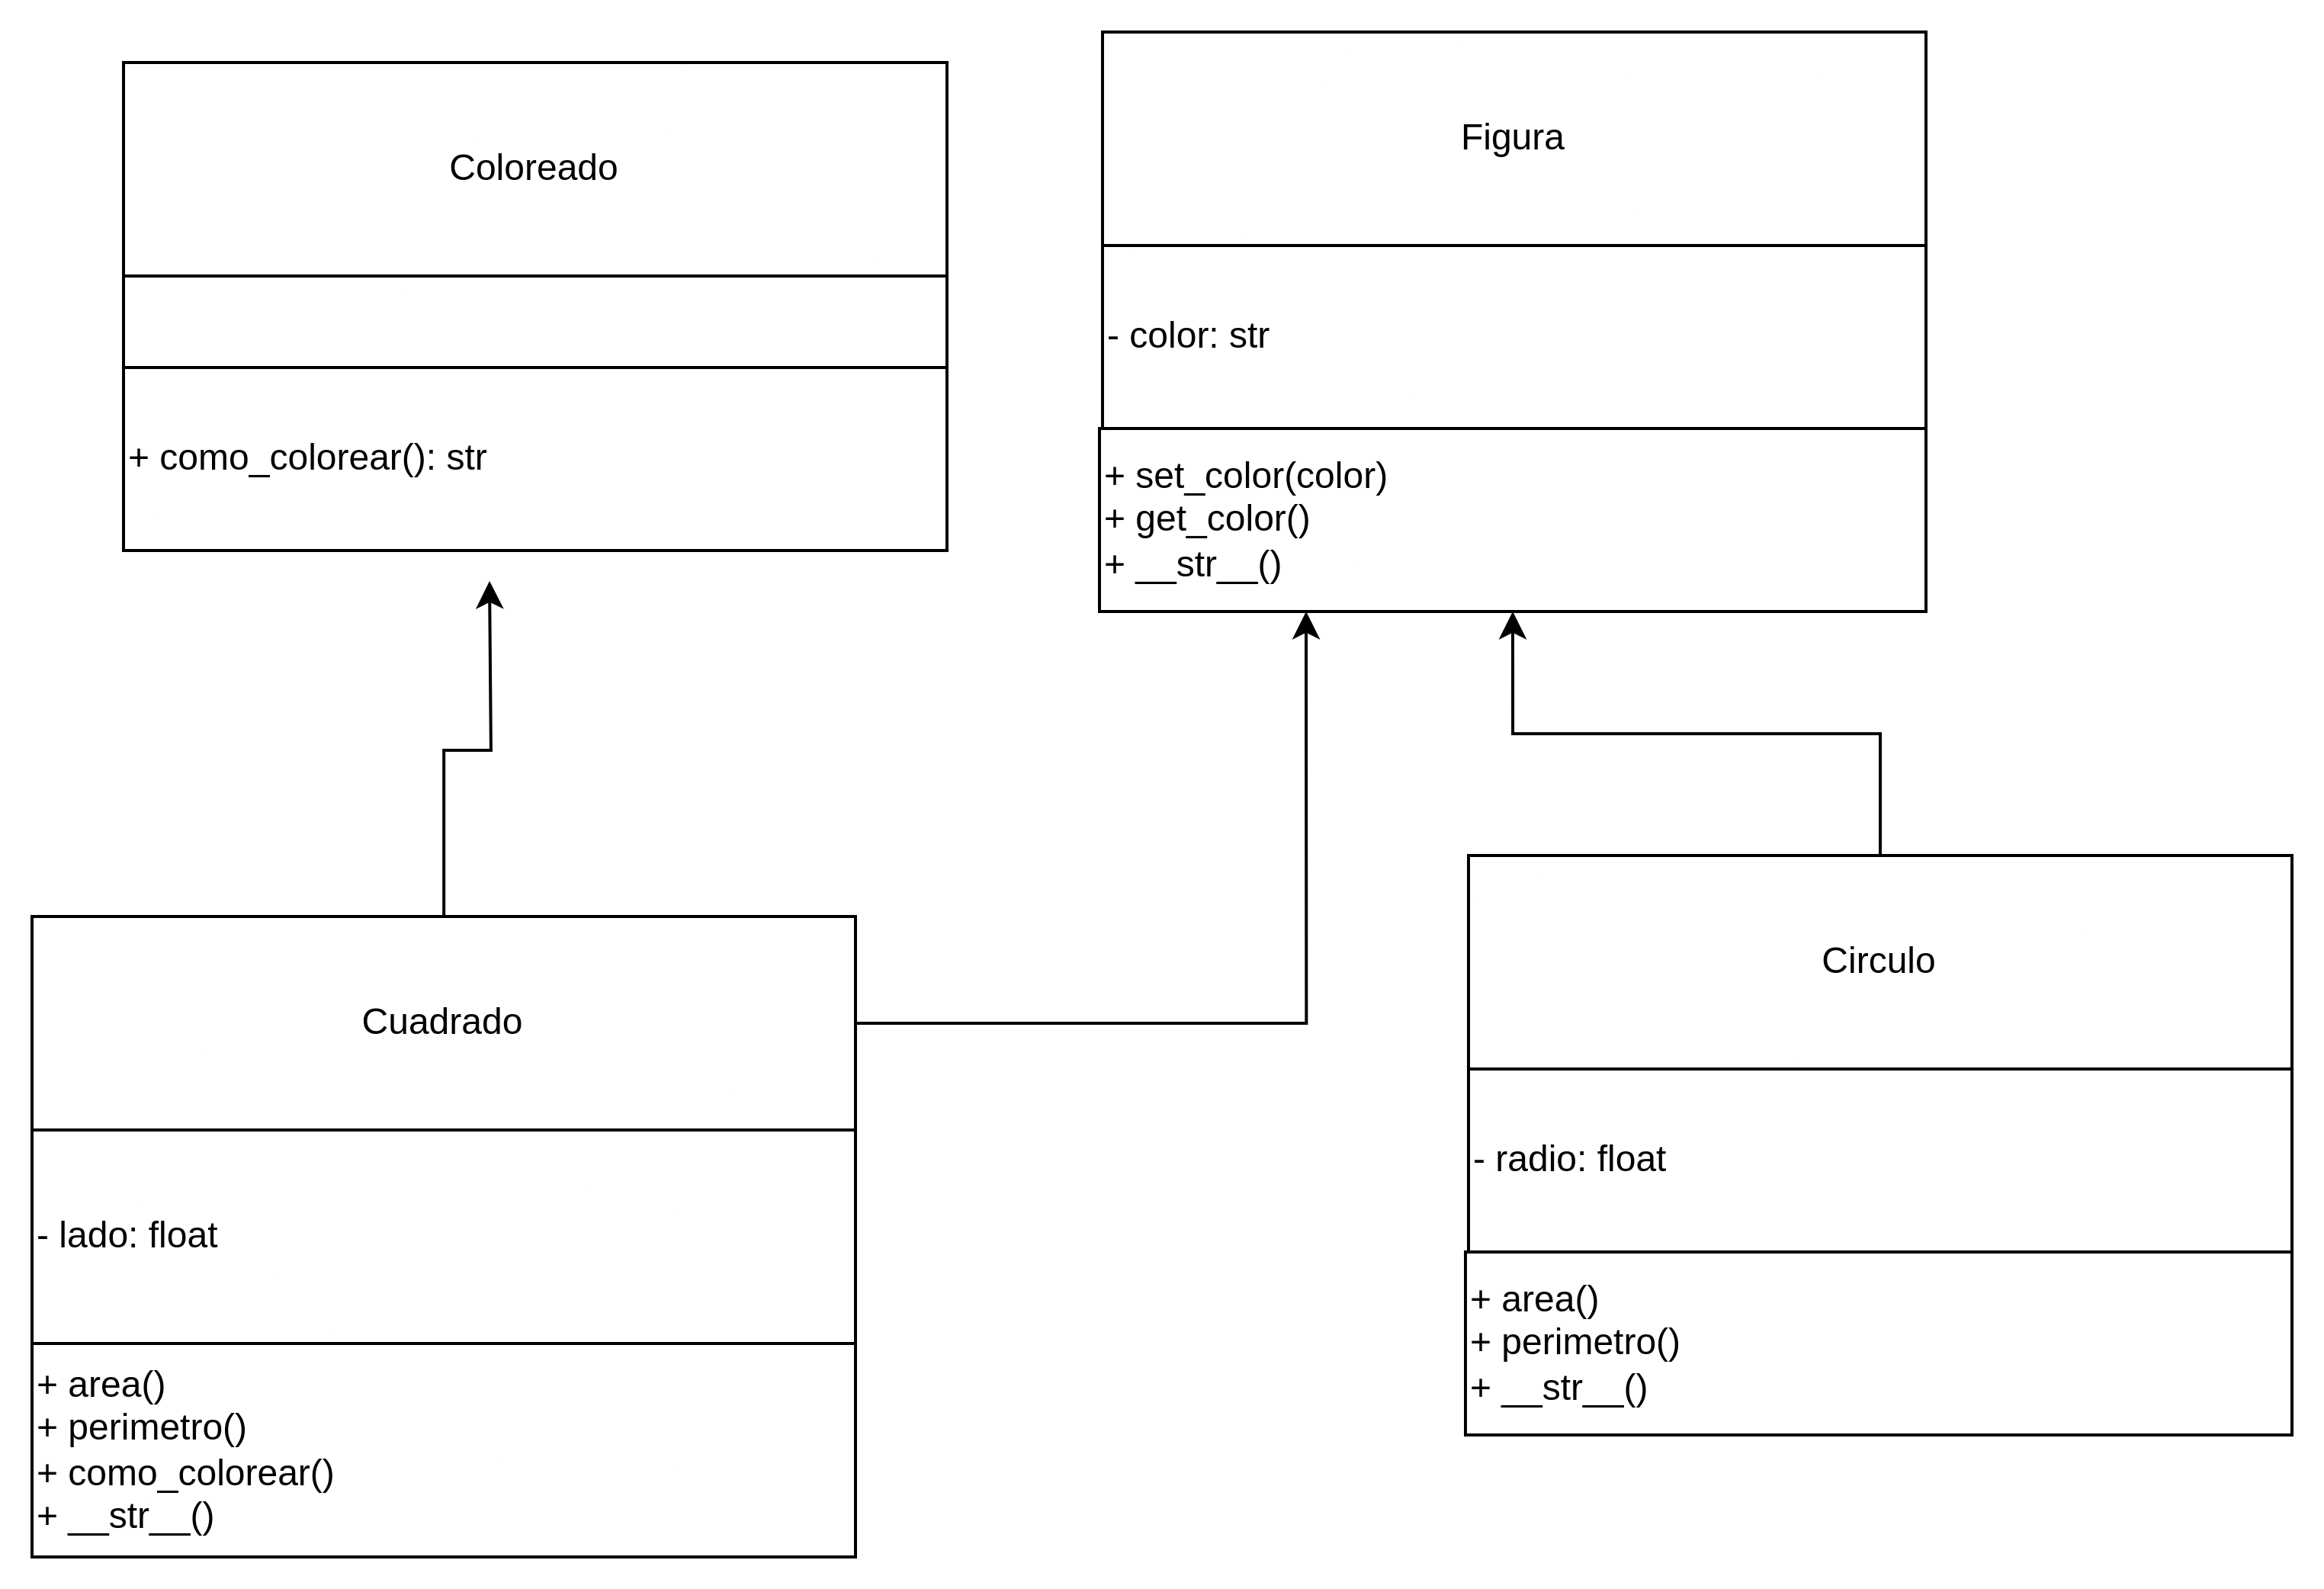 Coloreado
+ como_colorear(): str
Figura
- color: str
+ set_color(color)
+ get_color()
+ __str__()
Cuadrado
- lado: float
+ area()
+ perimetro()
+ como_colorear()
+ __str__()
Circulo
- radio: float
+ area()
+ perimetro()
+ __str__()